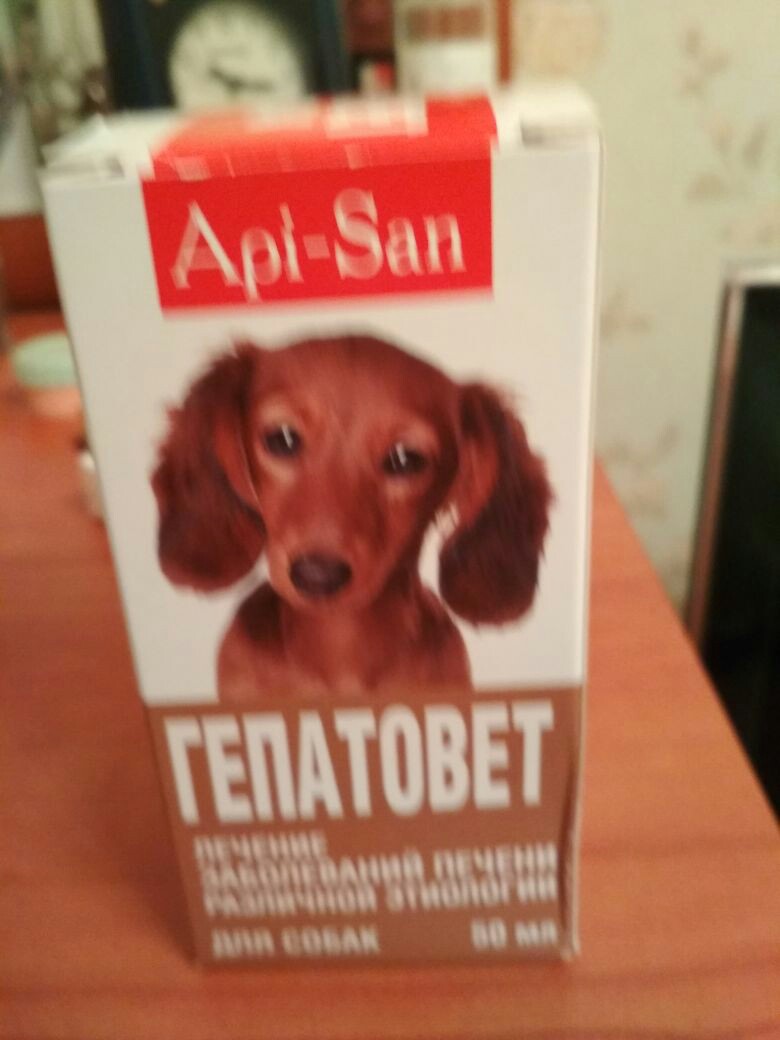 Api-San
ГЕПАТОВЕТ
ЛЕЧЕНИЕ
ЗАБОЛЕВАНИЙ ПЕЧЕНИ
РАЗЛИЧНОЙ ЭТИОЛОГИИ
ДЛЯ СОБАК 50 мл